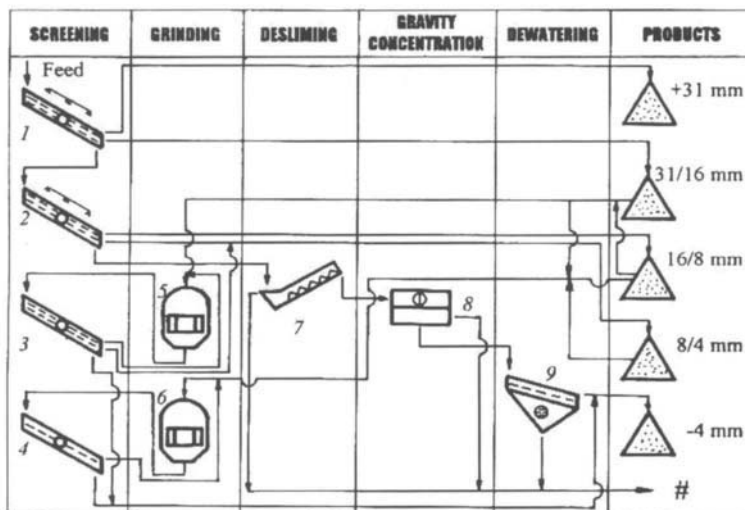 SCREENING GRINDING DESLIMING GRAVITY CONCENTRATION DEWATERING PRODUCTS
Feed
+31 mm
1
31/16 mm
2
16/8 mm
5
8
3
7
8/4 mm
6
9
4
-4 mm
#